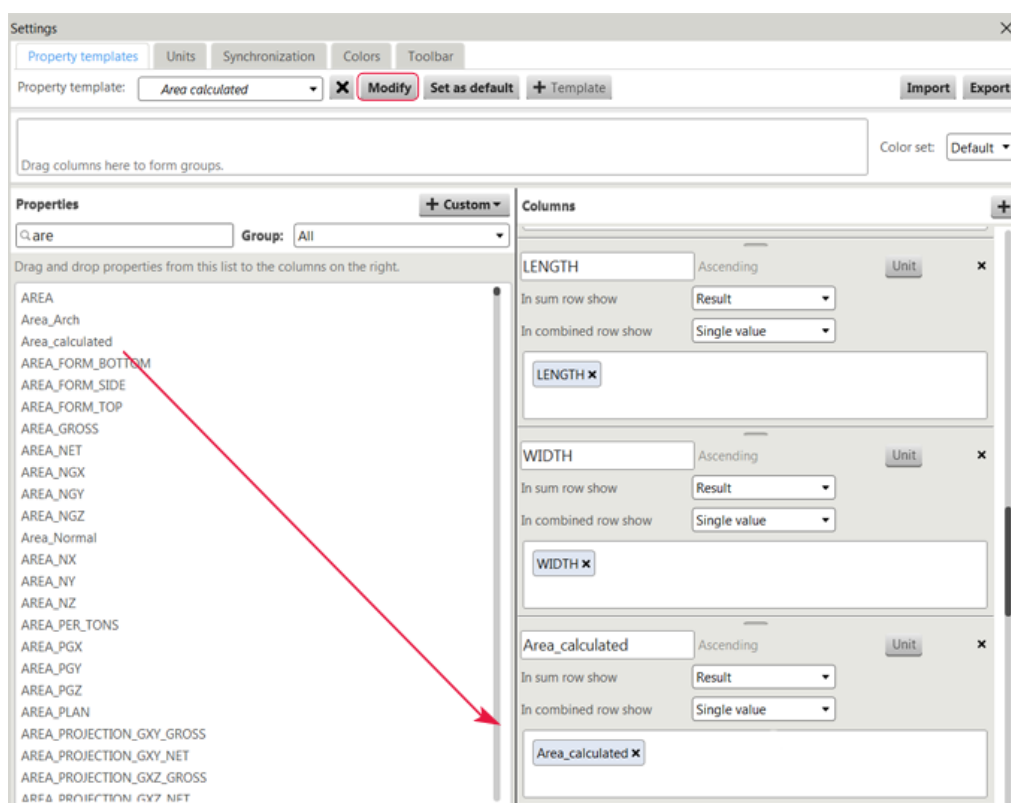 Settings
Property templates Units Synchronization Colors Toolbar
Property template: Area calculated Modify Set as default + Template Import Export
Drag columns here to form groups.
Color set: Default
Properties + Custom
are Group: All
Drag and drop properties from this list to the columns on the right.
AREA
Area_Arch
Area_calculated
AREA_FORM_BOTTOM
AREA_FORM_SIDE
AREA_FORM_TOP
AREA_GROSS
AREA_NET
AREA_NGX
AREA_NGY
AREA_NGZ
Area_Normal
AREA_NX
AREA_NY
AREA_NZ
AREA_PER_TONS
AREA_PGX
AREA_PGY
AREA_PGZ
AREA_PLAN
AREA_PROJECTION_GXY_GROSS
AREA_PROJECTION_GXY_NET
AREA_PROJECTION_GXZ_GROSS
AREA_PROJECTION_GXZ_NET
Columns +
LENGTH Ascending Unit
In sum row show Result
In combined row show Single value
LENGTH
WIDTH Ascending Unit
In sum row show Result
In combined row show Single value
WIDTH
Area_calculated Ascending Unit
In sum row show Result
In combined row show Single value
Area_calculated